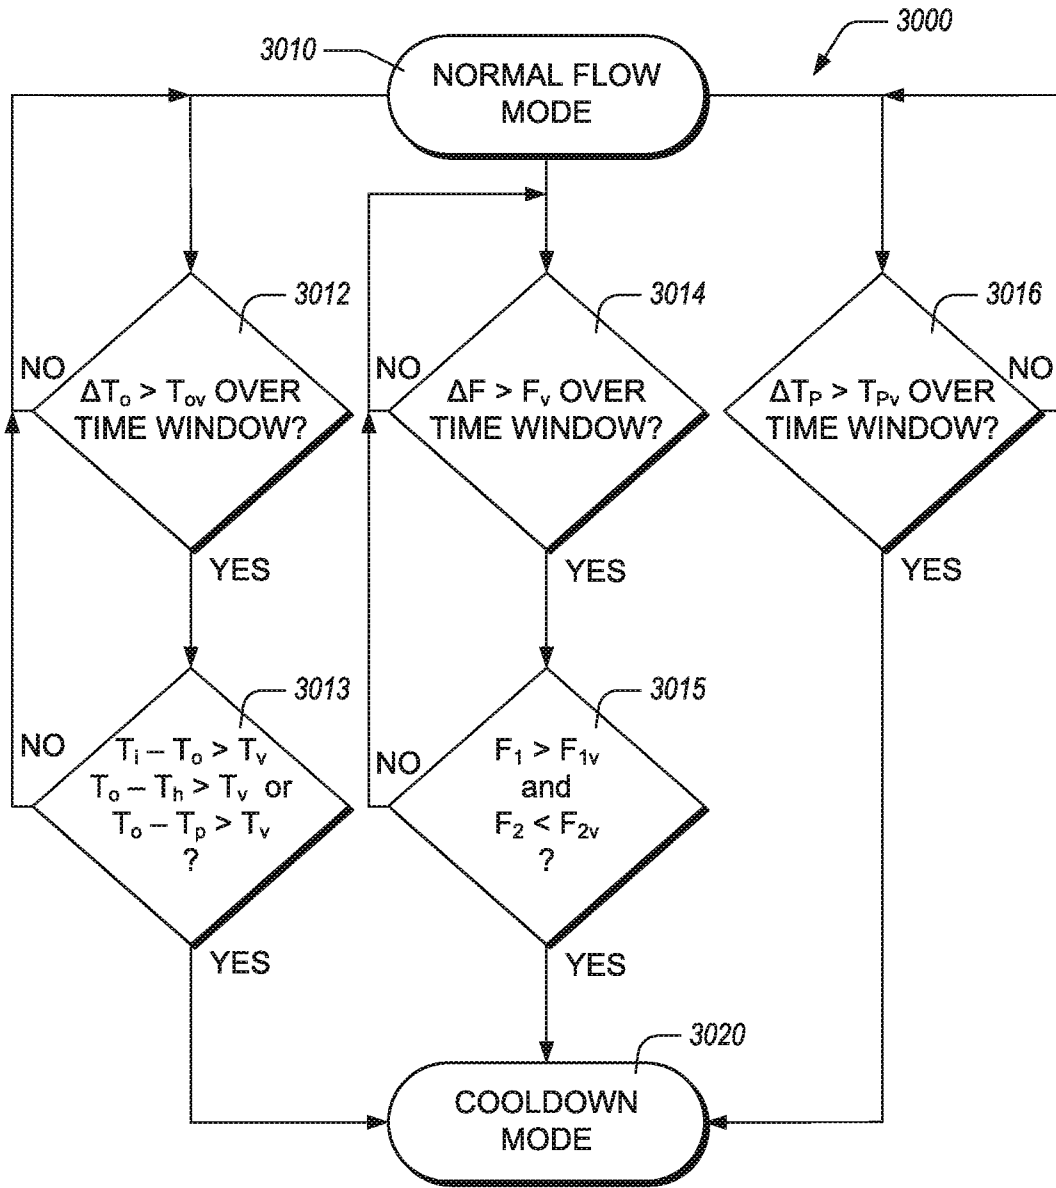 3000
3010
NORMAL FLOW
MODE
3012
NO
ΔTₒ > Tₒᵥ OVER
TIME WINDOW?
YES
3014
NO
ΔF > Fᵥ OVER
TIME WINDOW?
YES
3016
NO
ΔT_P > T_Pv OVER
TIME WINDOW?
YES
3013
NO
Tᵢ – Tₒ > Tᵥ
Tₒ – Tₕ > Tᵥ or
Tₒ – Tₚ > Tᵥ
?
YES
3015
NO
F₁ > F₁ᵥ
and
F₂ < F₂ᵥ
?
YES
3020
COOLDOWN
MODE